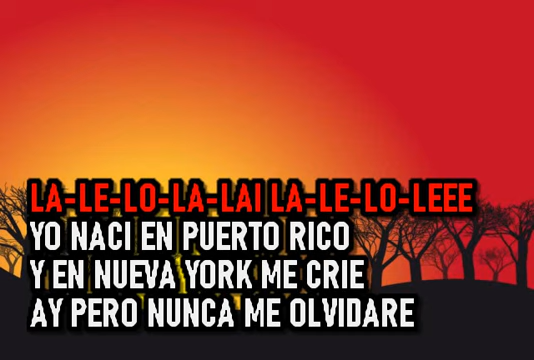 LA-LE-LO-LA-LAI LA-LE-LO-LEEE
YO NACI EN PUERTO RICO
Y EN NUEVA YORK ME CRIE
AY PERO NUNCA ME OLVIDARE